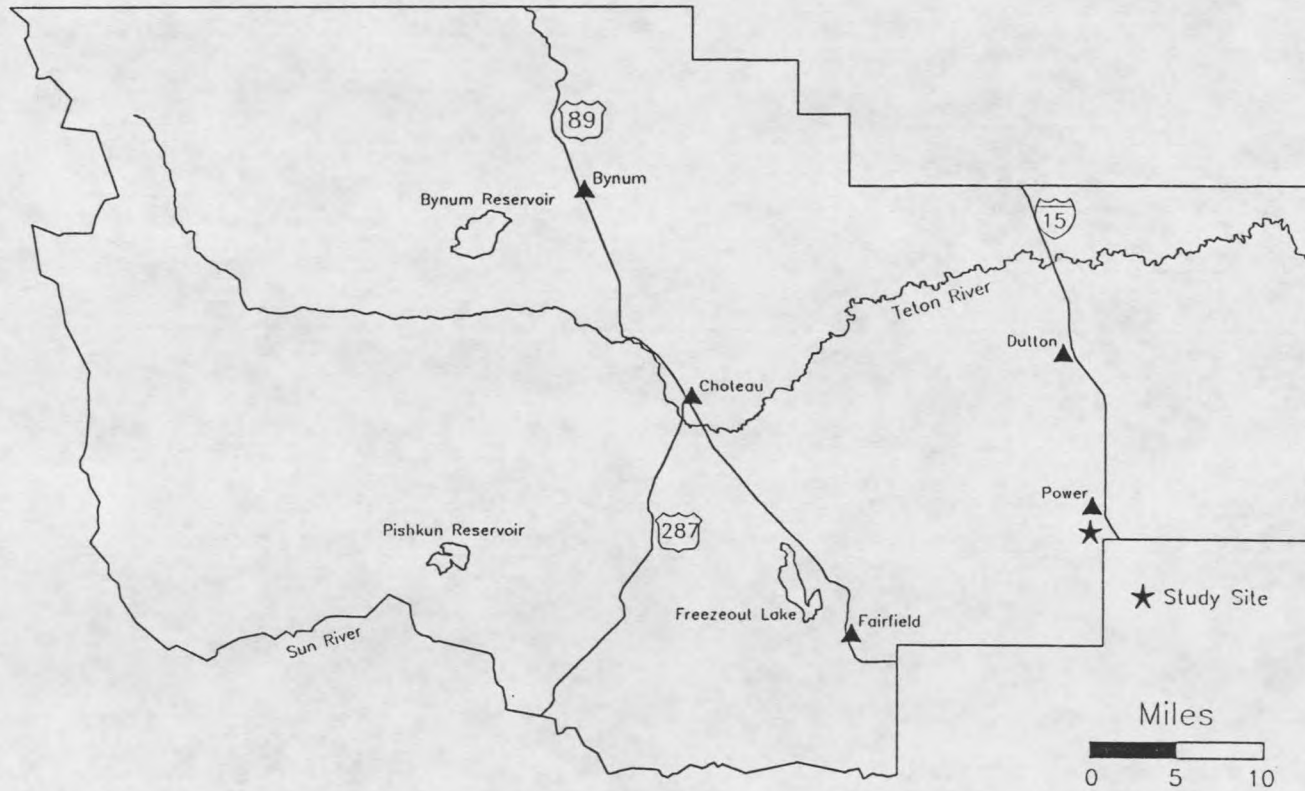 89
Bynum
Bynum Reservoir
15
Teton River
Dutton
Choteau
Power
Pishkun Reservoir
287
Study Site
Freezeout Lake
Fairfield
Sun River
Miles
0 5 10